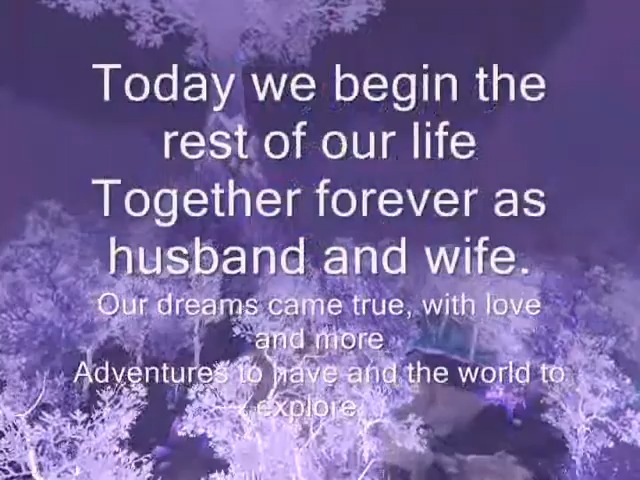 Today we begin the
rest of our life
Together forever as
husband and wife.
Our dreams came true, with love
and more
Adventures to have and the world to
explore